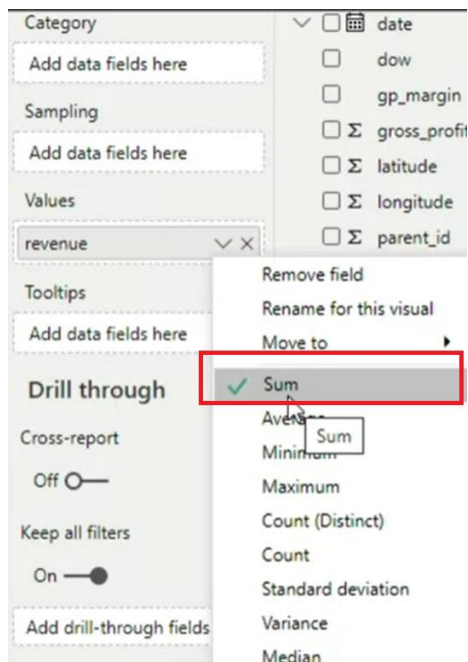 Category
Add data fields here
Sampling
Add data fields here
Values
revenue
Tooltips
Add data fields here
Drill through
Cross-report
Off
Keep all filters
On
Add drill-through fields
date
dow
gp_margin
Σ gross_profit
Σ latitude
Σ longitude
Σ parent_id
Remove field
Rename for this visual
Move to
Sum
Average
Sum
Minimum
Maximum
Count (Distinct)
Count
Standard deviation
Variance
Median